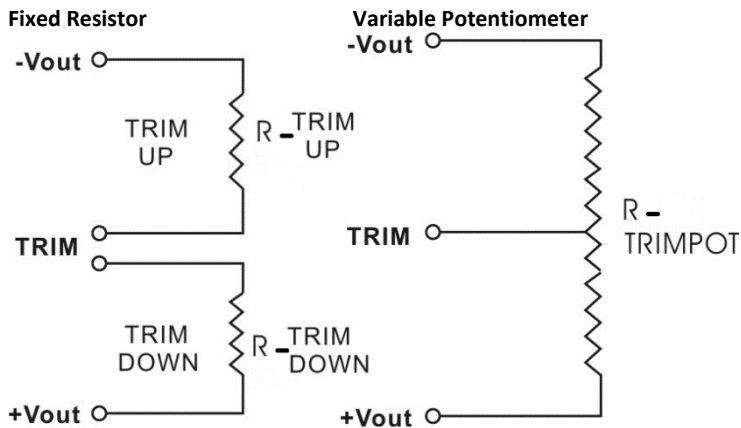 Fixed Resistor
-Vout
TRIM
UP
R - TRIM
UP
TRIM
TRIM
DOWN
R - TRIM
DOWN
+Vout
Variable Potentiometer
-Vout
TRIM
R -
TRIMPOT
+Vout